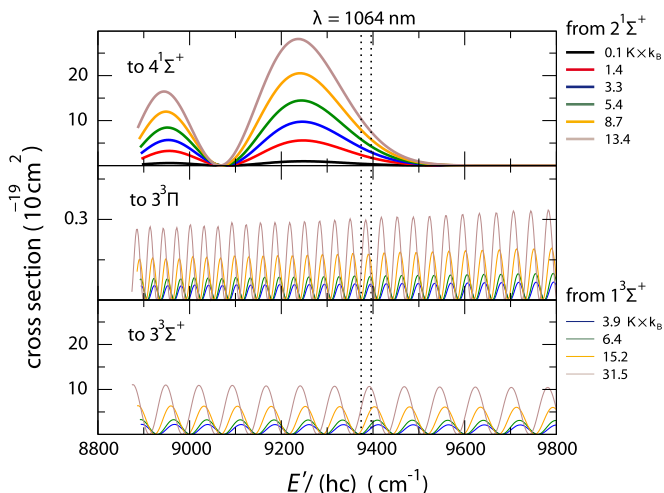 λ = 1064 nm
from 2¹Σ⁺
0.1 K×k_B
1.4
3.3
5.4
8.7
13.4
to 4¹Σ⁺
20
10
to 3³Π
0.3
cross section (10⁻¹⁹ cm²)
from 1³Σ⁺
3.9 K×k_B
6.4
15.2
31.5
to 3³Σ⁺
20
10
8800 9000 9200 9400 9600 9800
E'/ (hc) (cm⁻¹)